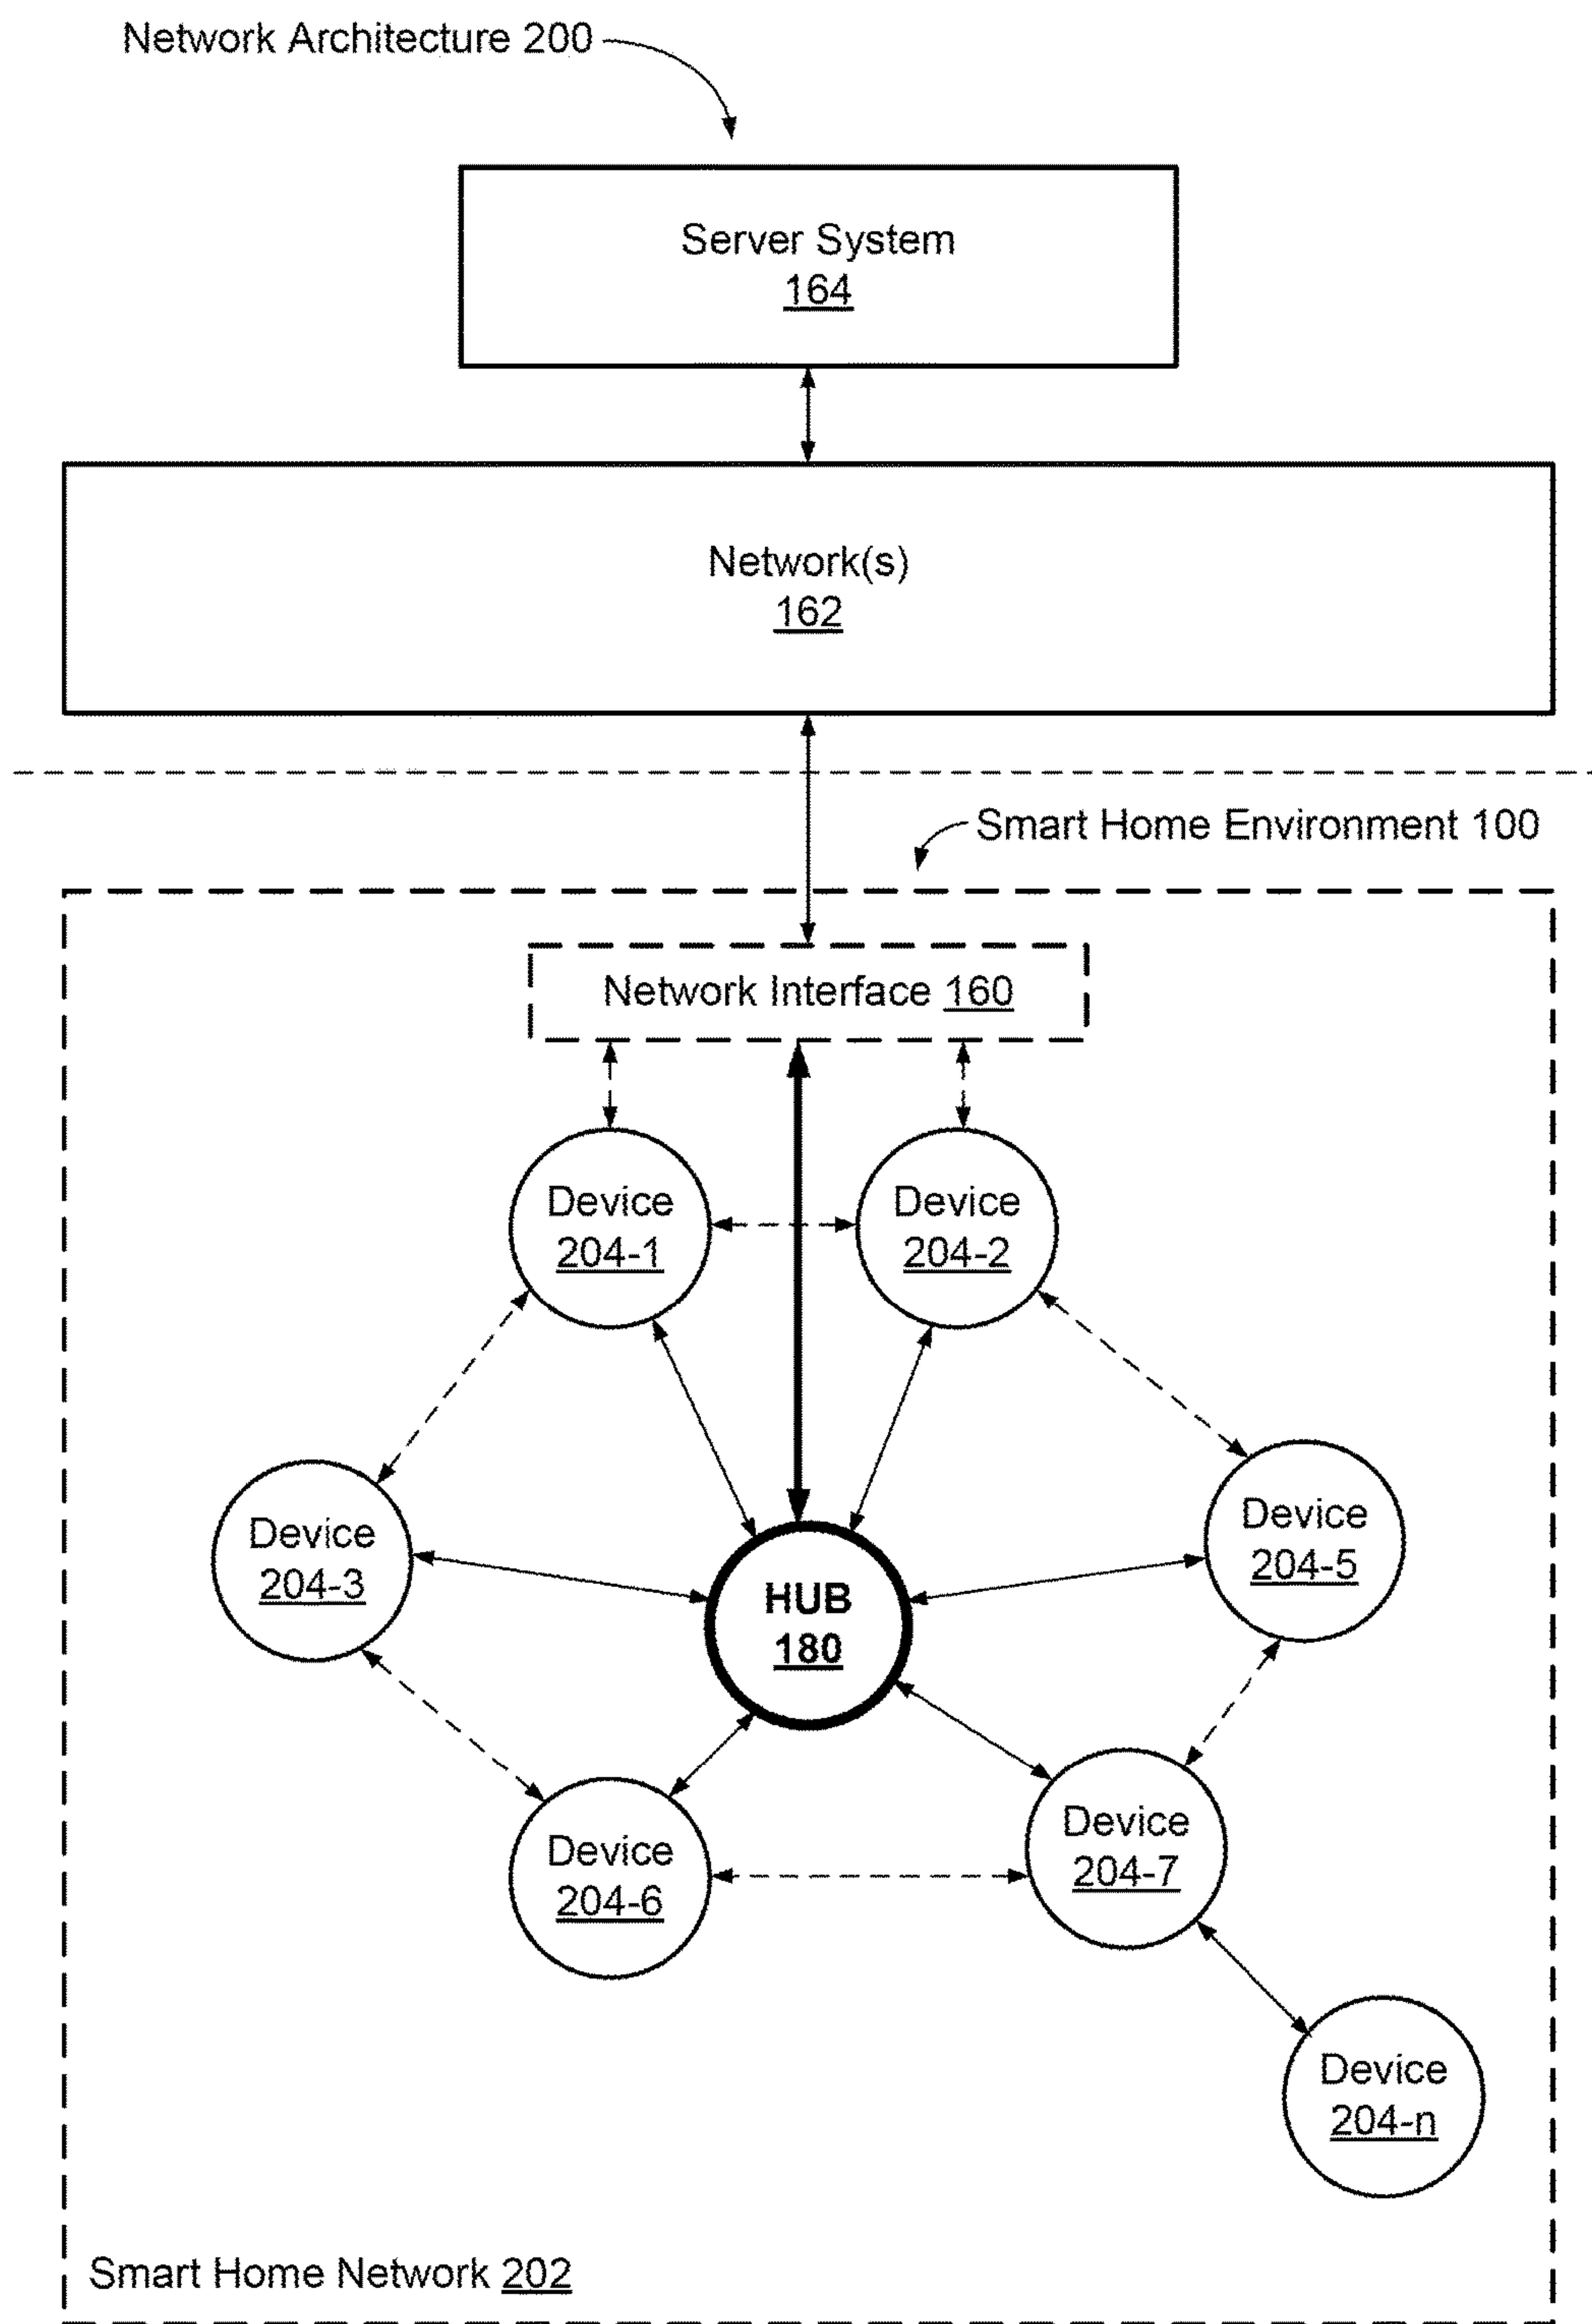 Network Architecture 200
Server System
164
Network(s)
162
Smart Home Environment 100
Network Interface 160
Device
204-1
Device
204-2
Device
204-3
Device
204-5
HUB
180
Device
204-6
Device
204-7
Device
204-n
Smart Home Network 202